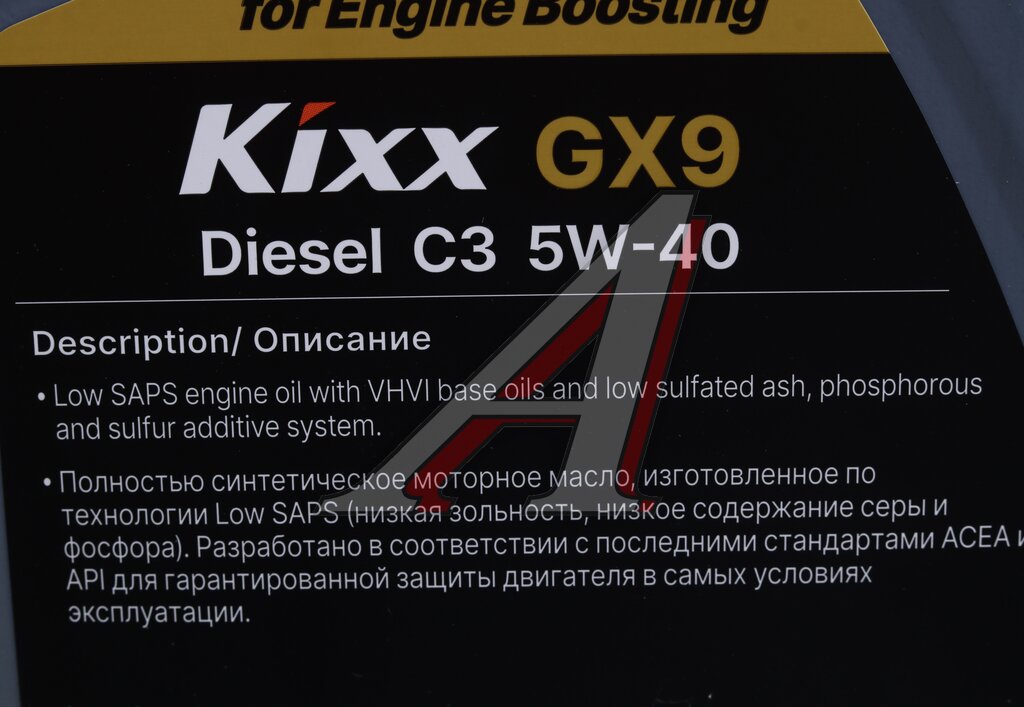 for Engine Boosting
Kixx GX9
Diesel C3 5W-40
Description/ Описание
• Low SAPS engine oil with VHVI base oils and low sulfated ash, phosphorous
and sulfur additive system.
• Полностью синтетическое моторное масло, изготовленное по
технологии Low SAPS (низкая зольность, низкое содержание серы и
фосфора). Разработано в соответствии с последними стандартами ACEA и
API для гарантированной защиты двигателя в самых условиях
эксплуатации.